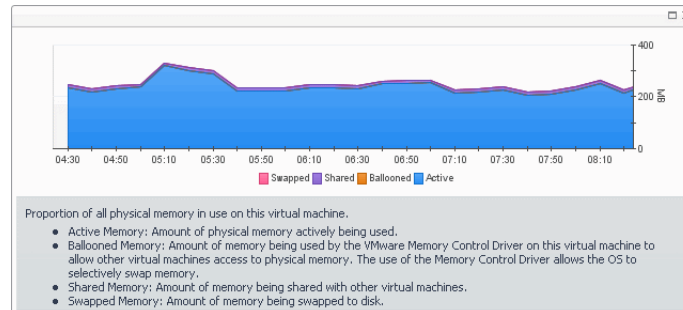 400
200
MB
0
04:30 04:50 05:10 05:30 05:50 06:10 06:30 06:50 07:10 07:30 07:50 08:10
Swapped Shared Ballooned Active
Proportion of all physical memory in use on this virtual machine.
• Active Memory: Amount of physical memory actively being used.
• Ballooned Memory: Amount of memory being used by the VMware Memory Control Driver on this virtual machine to
allow other virtual machines access to physical memory. The use of the Memory Control Driver allows the OS to
selectively swap memory.
• Shared Memory: Amount of memory being shared with other virtual machines.
• Swapped Memory: Amount of memory being swapped to disk.